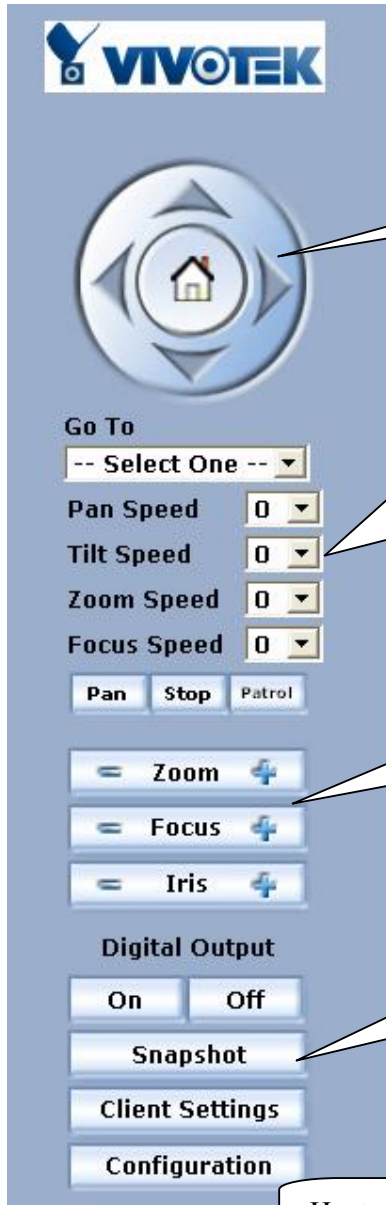 VIVOTEK
Go To
-- Select One --
Pan Speed 0
Tilt Speed 0
Zoom Speed 0
Focus Speed 0
Pan Stop Patrol
Zoom
Focus
Iris
Digital Output
On Off
Snapshot
Client Settings
Configuration